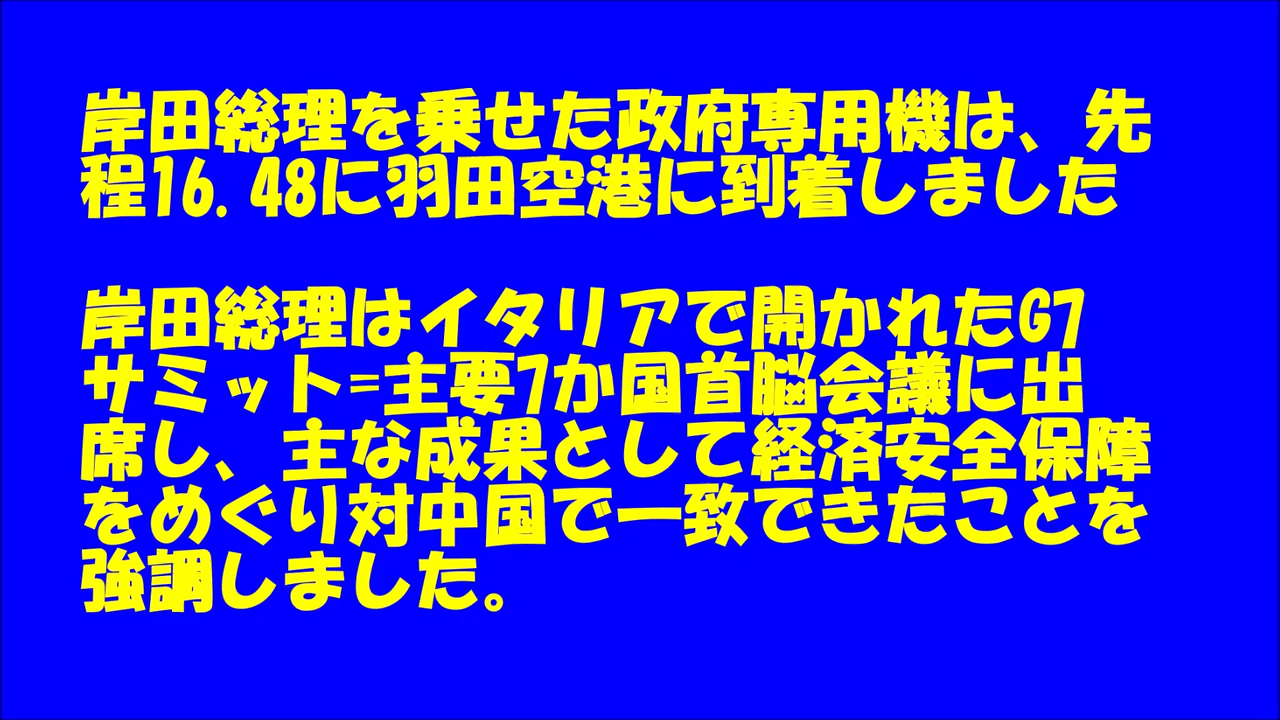 岸田総理を乗せた政府専用機は、先
程16.48に羽田空港に到着しました
岸田総理はイタリアで開かれたG7
サミット=主要7か国首脳会議に出
席し、主な成果として経済安全保障
をめぐり対中国で一致できたことを
強調しました。